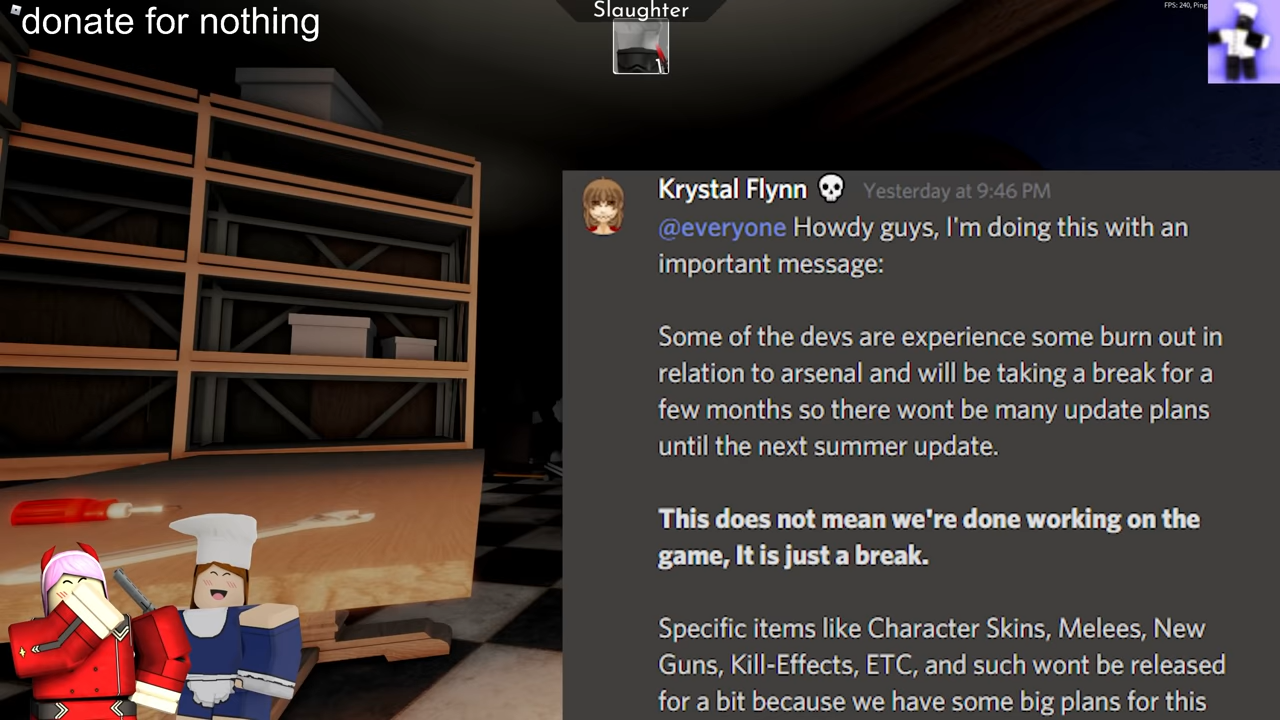 donate for nothing
Slaughter
FPS: 240, Ping
Krystal Flynn Yesterday at 9:46 PM
@everyone Howdy guys, I'm doing this with an
important message:
Some of the devs are experience some burn out in
relation to arsenal and will be taking a break for a
few months so there wont be many update plans
until the next summer update.
This does not mean we're done working on the
game, It is just a break.
Specific items like Character Skins, Melees, New
Guns, Kill-Effects, ETC, and such wont be released
for a bit because we have some big plans for this